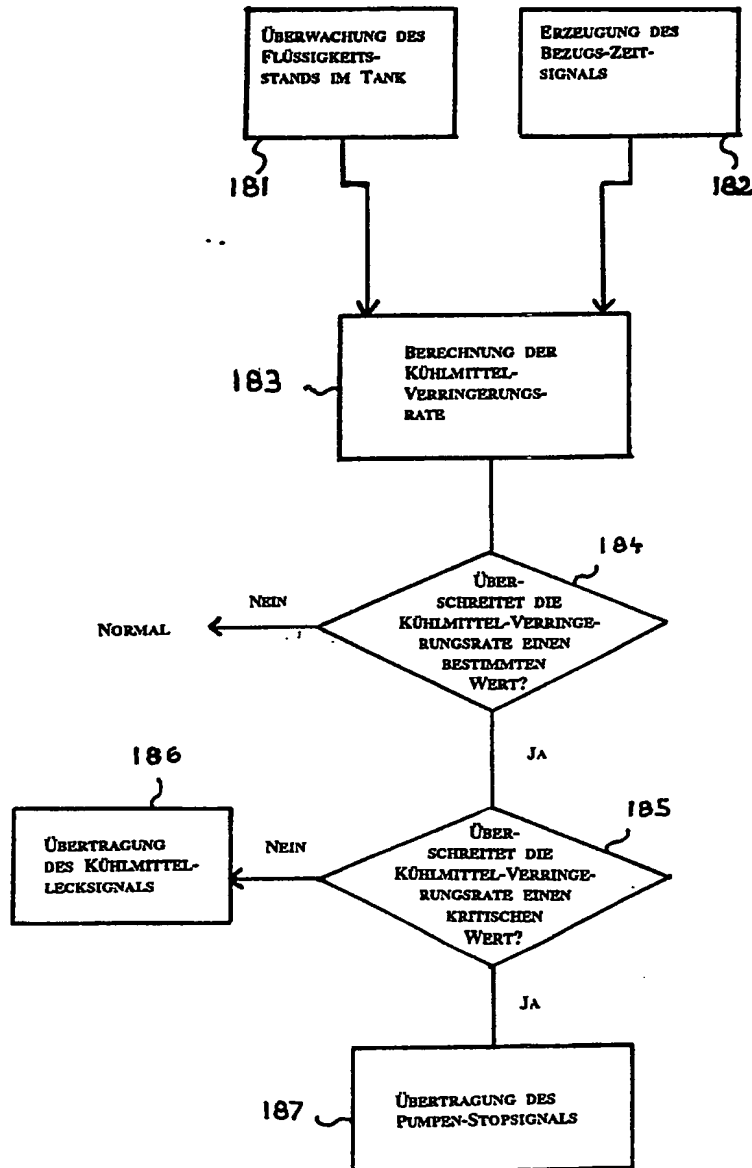 ÜBERWACHUNG DES
FLÜSSIGKEITS-
STANDS IM TANK
181
ERZEUGUNG DES
BEZUGS-ZEIT-
SIGNALS
182
BERECHNUNG DER
KÜHLMITTEL-
VERRINGERUNGS-
RATE
183
184
ÜBER-
SCHREITET DIE
KÜHLMITTEL-VERRINGE-
RUNGSRATE EINEN
BESTIMMTEN
WERT?
NEIN
NORMAL
JA
185
ÜBER-
SCHREITET DIE
KÜHLMITTEL-VERRINGE-
RUNGSRATE EINEN
KRITISCHEN
WERT?
NEIN
186
ÜBERTRAGUNG
DES KÜHLMITTEL-
LECKSIGNALS
JA
187
ÜBERTRAGUNG DES
PUMPEN-STOPSIGNALS